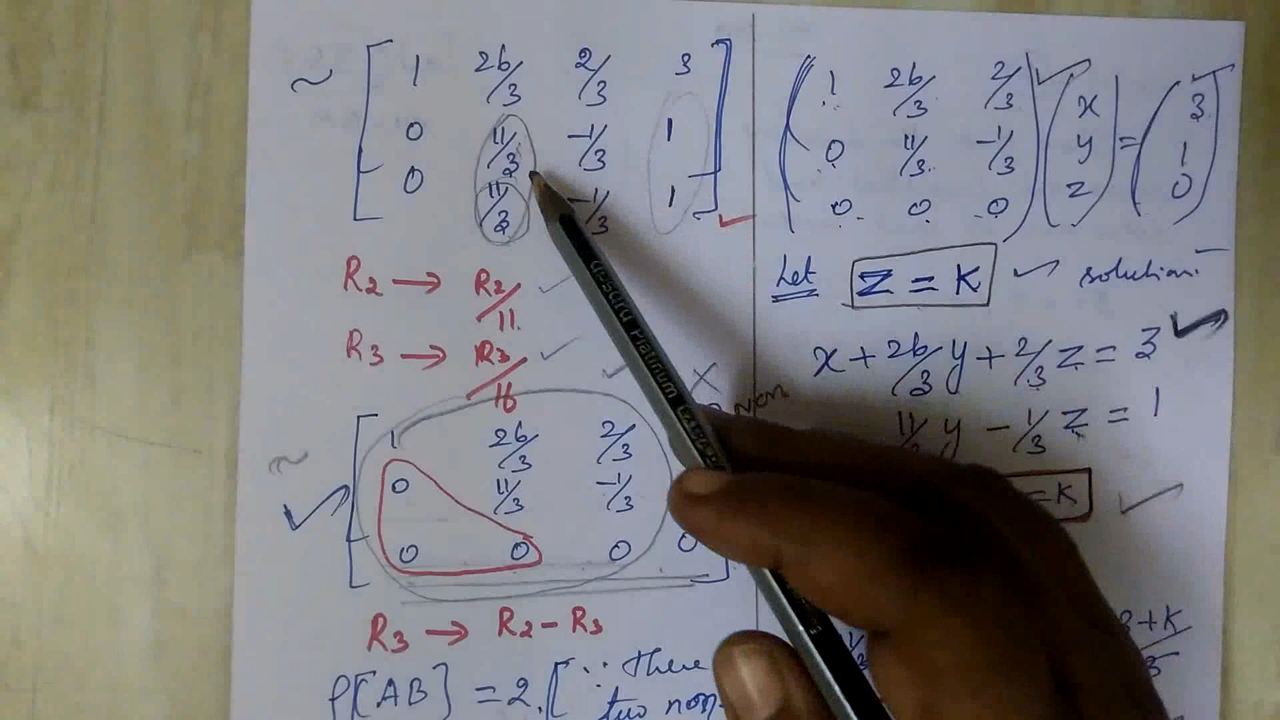 ~ [ 1 26/3 2/3 3
0 11/3 -1/3 1
0 11/3 -1/3 1 ]
R2 → R2/11
R3 → R3/16
~ [ 1 26/3 2/3
0 11/3 -1/3
0 0 0 0 ]
R3 → R2 - R3
ρ[AB] = 2. [∵ there
two non-
( 1 26/3 2/3 ) ( x ) = ( 3 )
0 11/3 -1/3 y 1
0 0 0 z 0
Let z = K solution:
x + 26/3 y + 2/3 z = 3
y - 1/3 z = 1
= K
3+K
Platinum
non